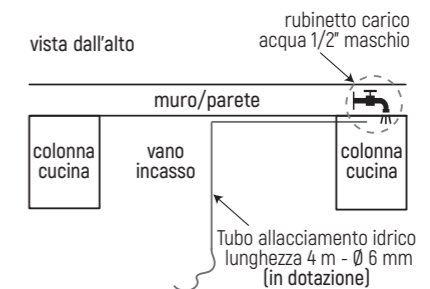 vista dall'alto
rubinetto carico
acqua 1/2" maschio
muro/parete
colonna
cucina
vano
incasso
colonna
cucina
Tubo allacciamento idrico
lunghezza 4 m - Ø 6 mm
(in dotazione)